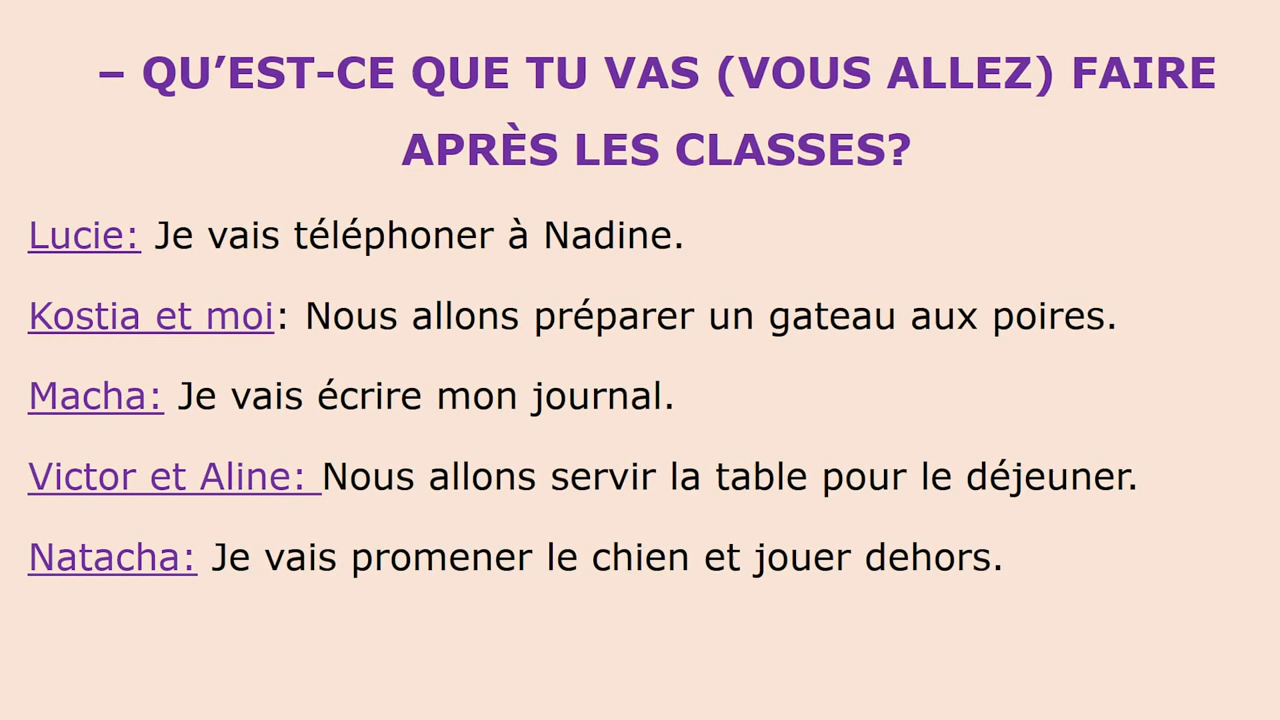 – QU’EST-CE QUE TU VAS (VOUS ALLEZ) FAIRE
APRÈS LES CLASSES?
Lucie: Je vais téléphoner à Nadine.
Kostia et moi: Nous allons préparer un gateau aux poires.
Macha: Je vais écrire mon journal.
Victor et Aline: Nous allons servir la table pour le déjeuner.
Natacha: Je vais promener le chien et jouer dehors.